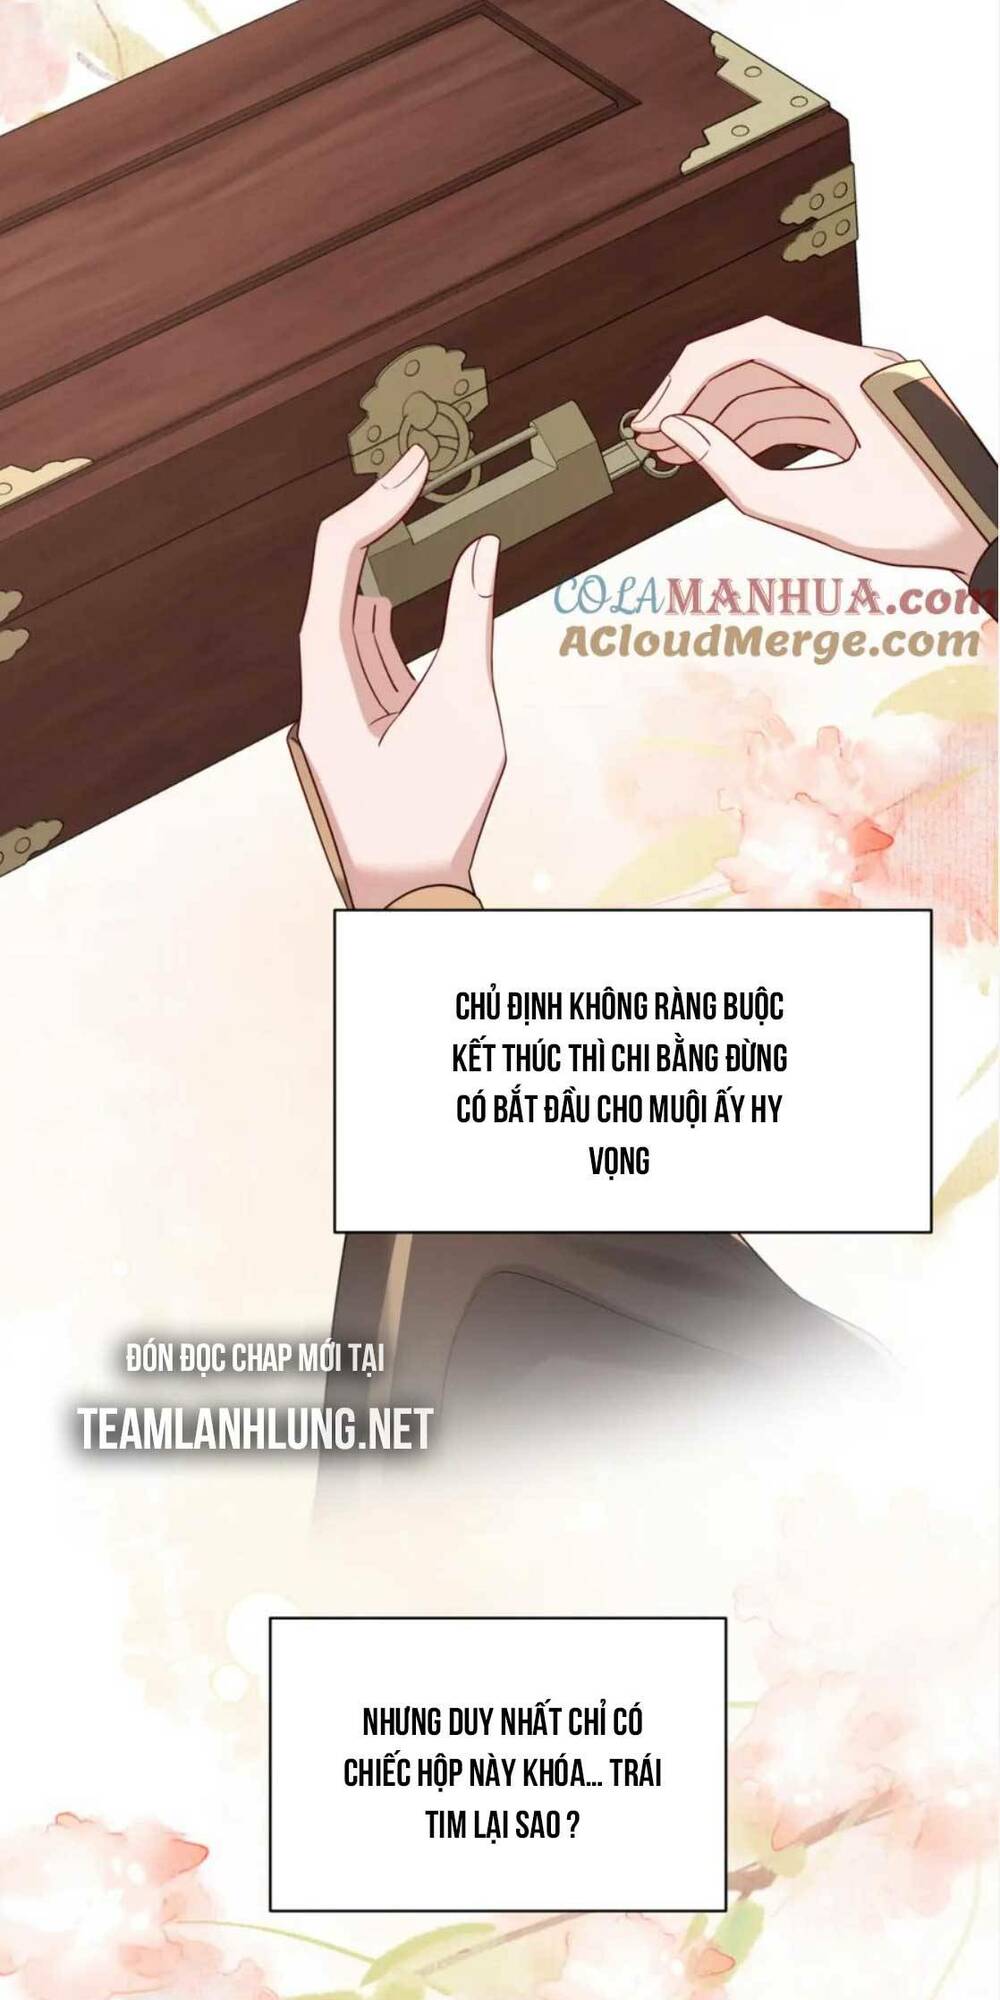 COLAMANHUA.com
ACloudMerge.com
CHỦ ĐỊNH KHÔNG RÀNG BUỘC
KẾT THÚC THÌ CHI BẰNG ĐỪNG
CÓ BẮT ĐẦU CHO MUỘI ẤY HY
VỌNG
ĐÓN ĐỌC CHAP MỚI TẠI
TEAMLANHLUNG.NET
NHƯNG DUY NHẤT CHỈ CÓ
CHIẾC HỘP NÀY KHÓA... TRÁI
TIM LẠI SAO ?